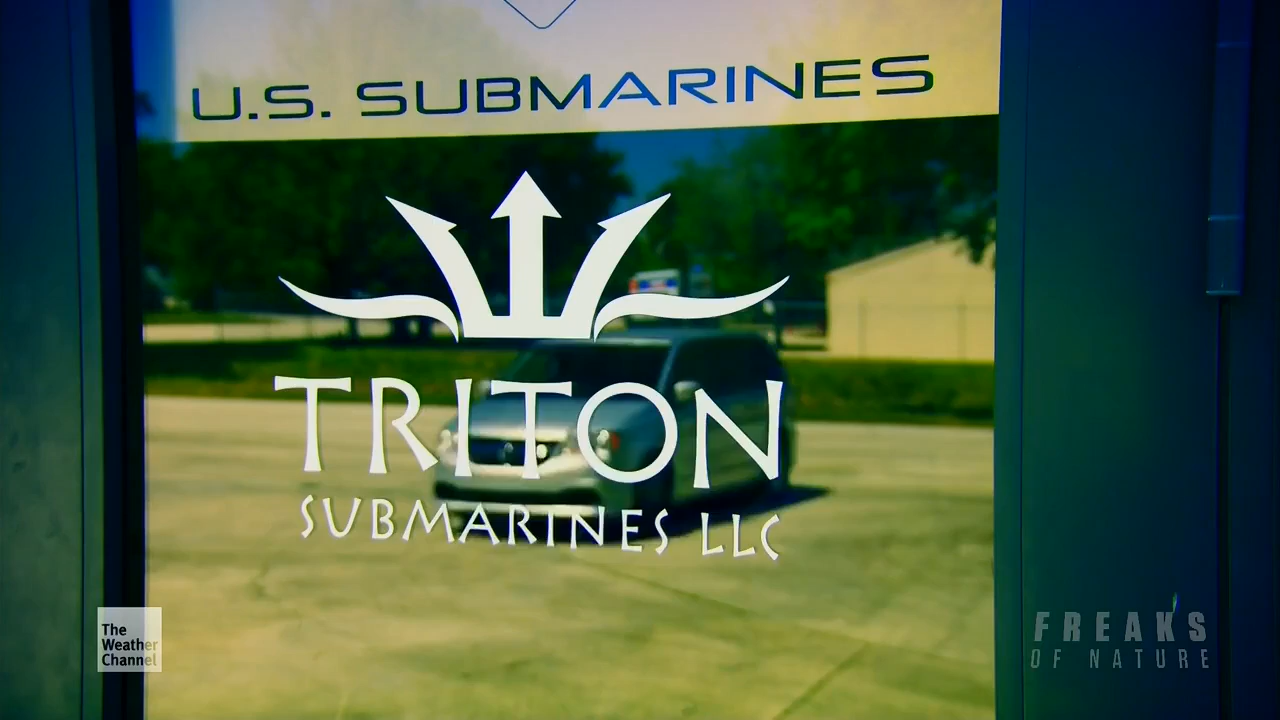 U.S. SUBMARINES
TRITON
SUBMARINES LLC
The
Weather
Channel
FREAKS
OF NATURE